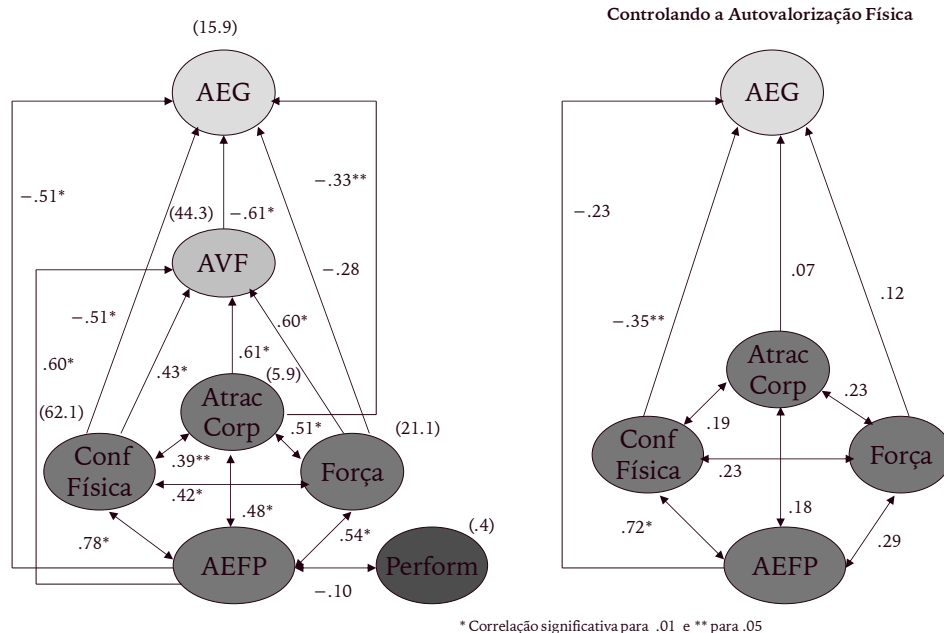 Controlando a Autovalorização Física
(15.9)
AEG
−.51*
−.33**
(44.3)
−.61*
AVF
−.28
−.51*
.60*
.60*
.43*
.61*
(5.9)
(62.1)
Atrac
Corp
.51*
(21.1)
Conf
Física
.39**
Força
.42*
.48*
.78*
.54*
(.4)
AEFP
Perform
−.10
AEG
−.23
.07
.12
−.35**
Atrac
Corp
.23
.19
Conf
Física
Força
.23
.18
.72*
.29
AEFP
* Correlação significativa para .01 e ** para .05